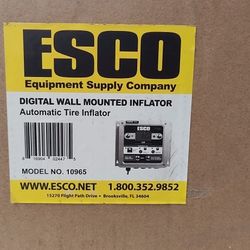 ESCO
Equipment Supply Company
DIGITAL WALL MOUNTED INFLATOR
Automatic Tire Inflator
ESCO
MODEL NO. 10965
WWW.ESCO.NET 1.800.352.9852
15270 Flight Path Drive • Brooksville, FL 34604